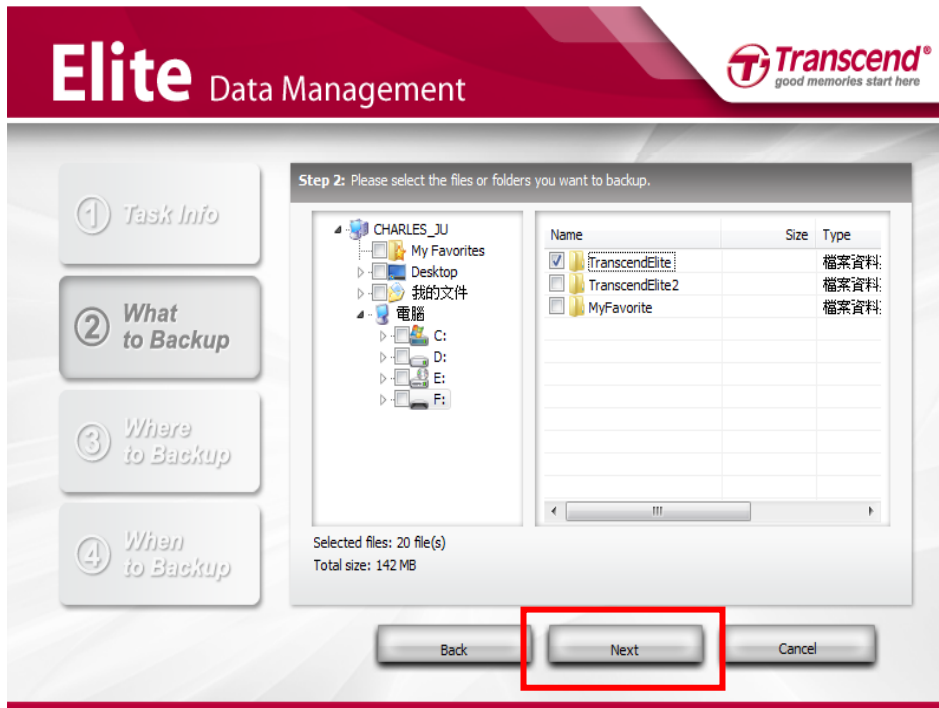 Elite Data Management
Transcend®
good memories start here
1 Task Info
2 What
to Backup
3 Where
to Backup
4 When
to Backup
Step 2: Please select the files or folders you want to backup.
CHARLES_JU
My Favorites
Desktop
我的文件
電腦
C:
D:
E:
F:
Name Size Type
TranscendElite 檔案資料
TranscendElite2 檔案資料
MyFavorite 檔案資料
Selected files: 20 file(s)
Total size: 142 MB
Back Next Cancel